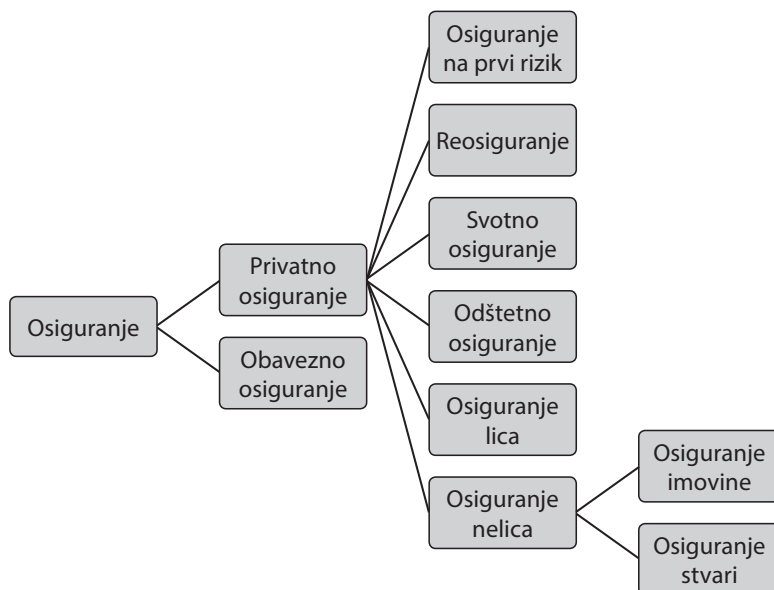 Osiguranje
Privatno
osiguranje
Obavezno
osiguranje
Osiguranje
na prvi rizik
Reosiguranje
Svotno
osiguranje
Odštetno
osiguranje
Osiguranje
lica
Osiguranje
nelica
Osiguranje
imovine
Osiguranje
stvari